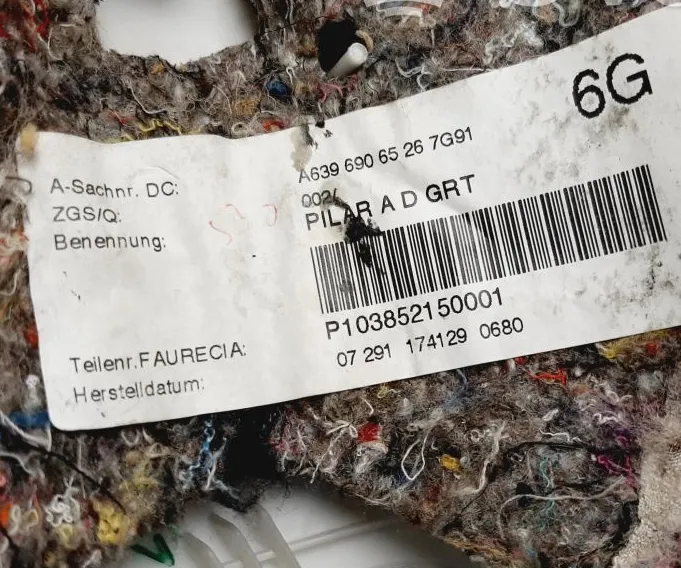 6G
A-Sachnr. DC: A639 690 65 26 7G91
ZGS/Q:
Benennung: PILAR A D GRT
P103852150001
Teilenr.FAURECIA:
Herstelldatum: 07 291 174129 0680